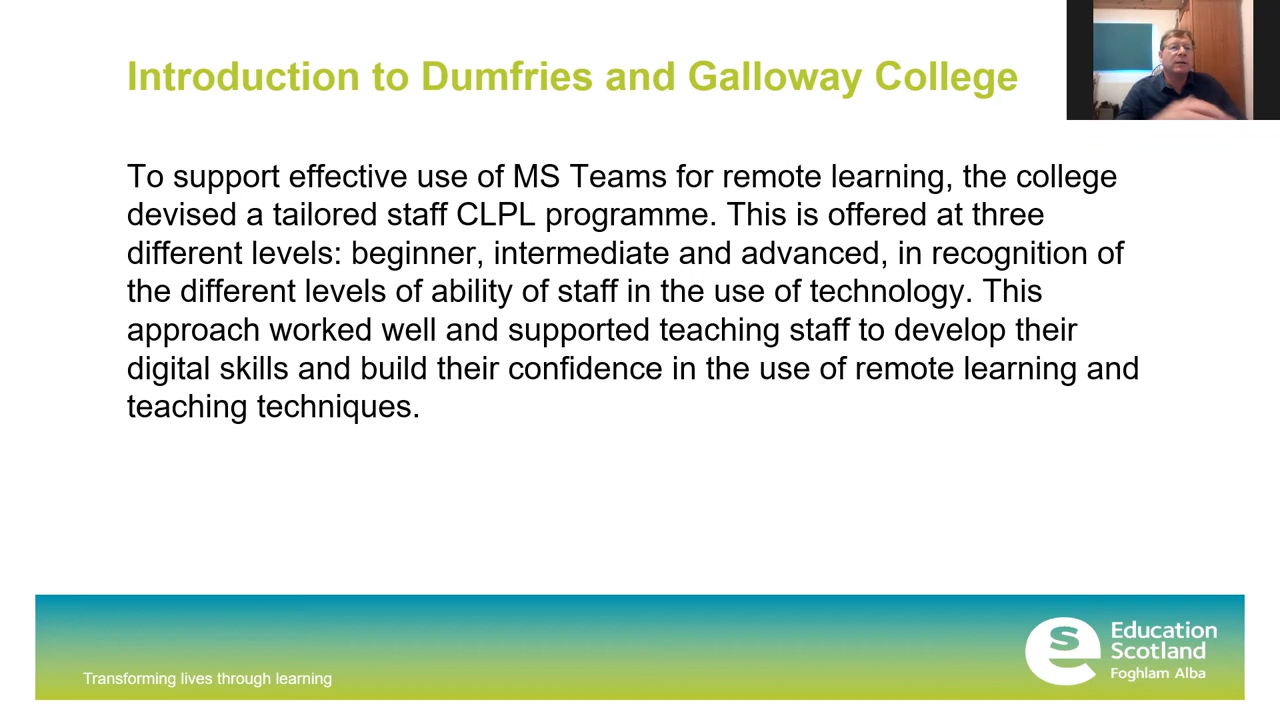 Introduction to Dumfries and Galloway College
To support effective use of MS Teams for remote learning, the college
devised a tailored staff CLPL programme. This is offered at three
different levels: beginner, intermediate and advanced, in recognition of
the different levels of ability of staff in the use of technology. This
approach worked well and supported teaching staff to develop their
digital skills and build their confidence in the use of remote learning and
teaching techniques.
Transforming lives through learning
es
Education
Scotland
Foghlam Alba